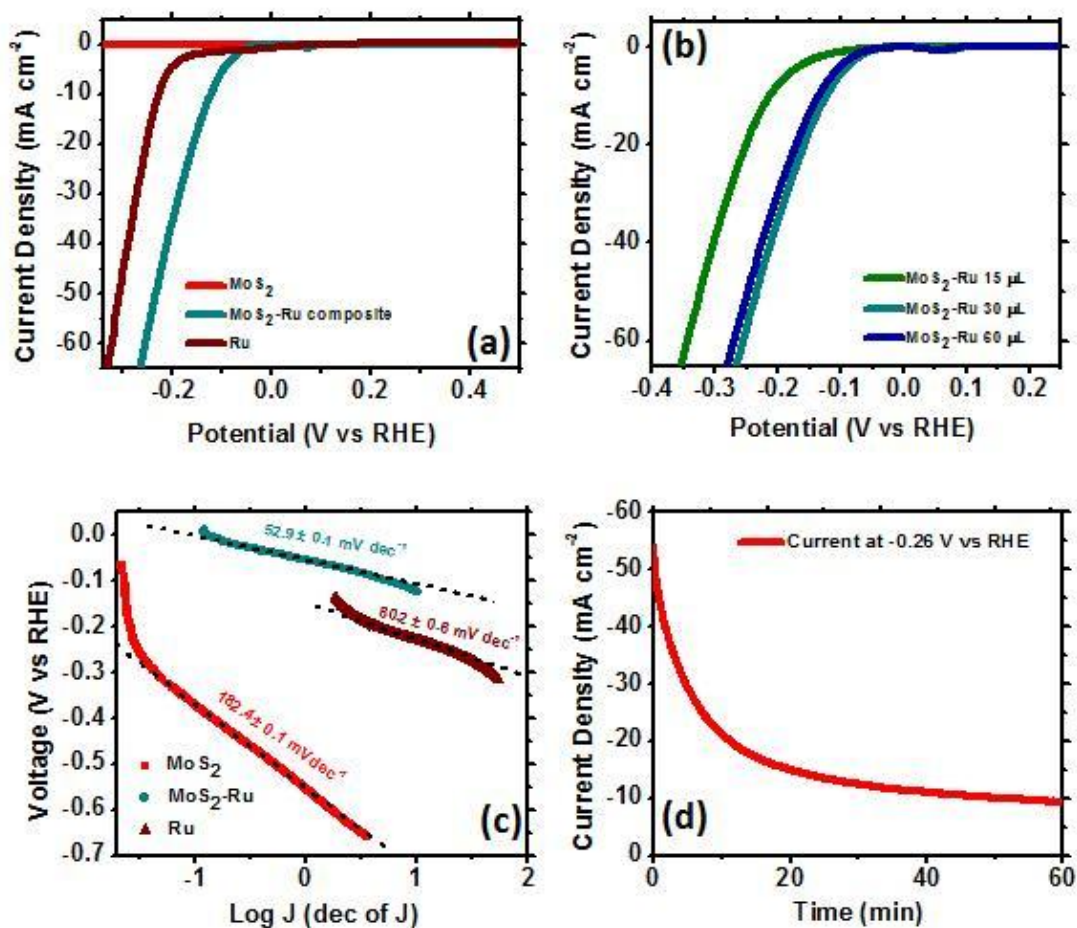 0
-10
-20
-30
-40
-50
-60
Current Density (mA cm⁻²)
MoS₂
MoS₂-Ru composite
Ru
(a)
-0.2 0.0 0.2 0.4
Potential (V vs RHE)
0
-20
-40
-60
Current Density (mA cm⁻²)
(b)
MoS₂-Ru 15 µL
MoS₂-Ru 30 µL
MoS₂-Ru 60 µL
-0.4 -0.3 -0.2 -0.1 0.0 0.1 0.2
Potential (V vs RHE)
0.0
-0.1
-0.2
-0.3
-0.4
-0.5
-0.6
-0.7
Voltage (V vs RHE)
52.9 ± 0.1 mV dec⁻¹
80.2 ± 0.6 mV dec⁻¹
182.4 ± 0.1 mV dec⁻¹
MoS₂
MoS₂-Ru
Ru
(c)
-1 0 1 2
Log J (dec of J)
-60
-50
-40
-30
-20
-10
0
Current Density (mA cm⁻²)
Current at -0.26 V vs RHE
(d)
0 20 40 60
Time (min)